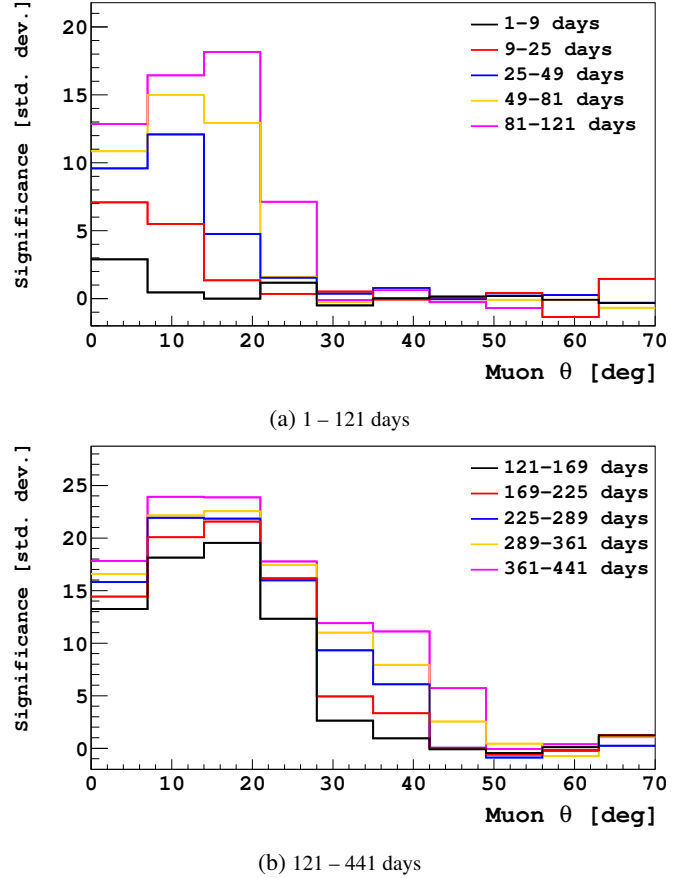 20
15
10
5
0
Significance [std. dev.]
1−9 days
9−25 days
25−49 days
49−81 days
81−121 days
0 10 20 30 40 50 60 70
Muon θ [deg]
(a) 1 – 121 days
25
20
15
10
5
0
Significance [std. dev.]
121−169 days
169−225 days
225−289 days
289−361 days
361−441 days
0 10 20 30 40 50 60 70
Muon θ [deg]
(b) 121 – 441 days